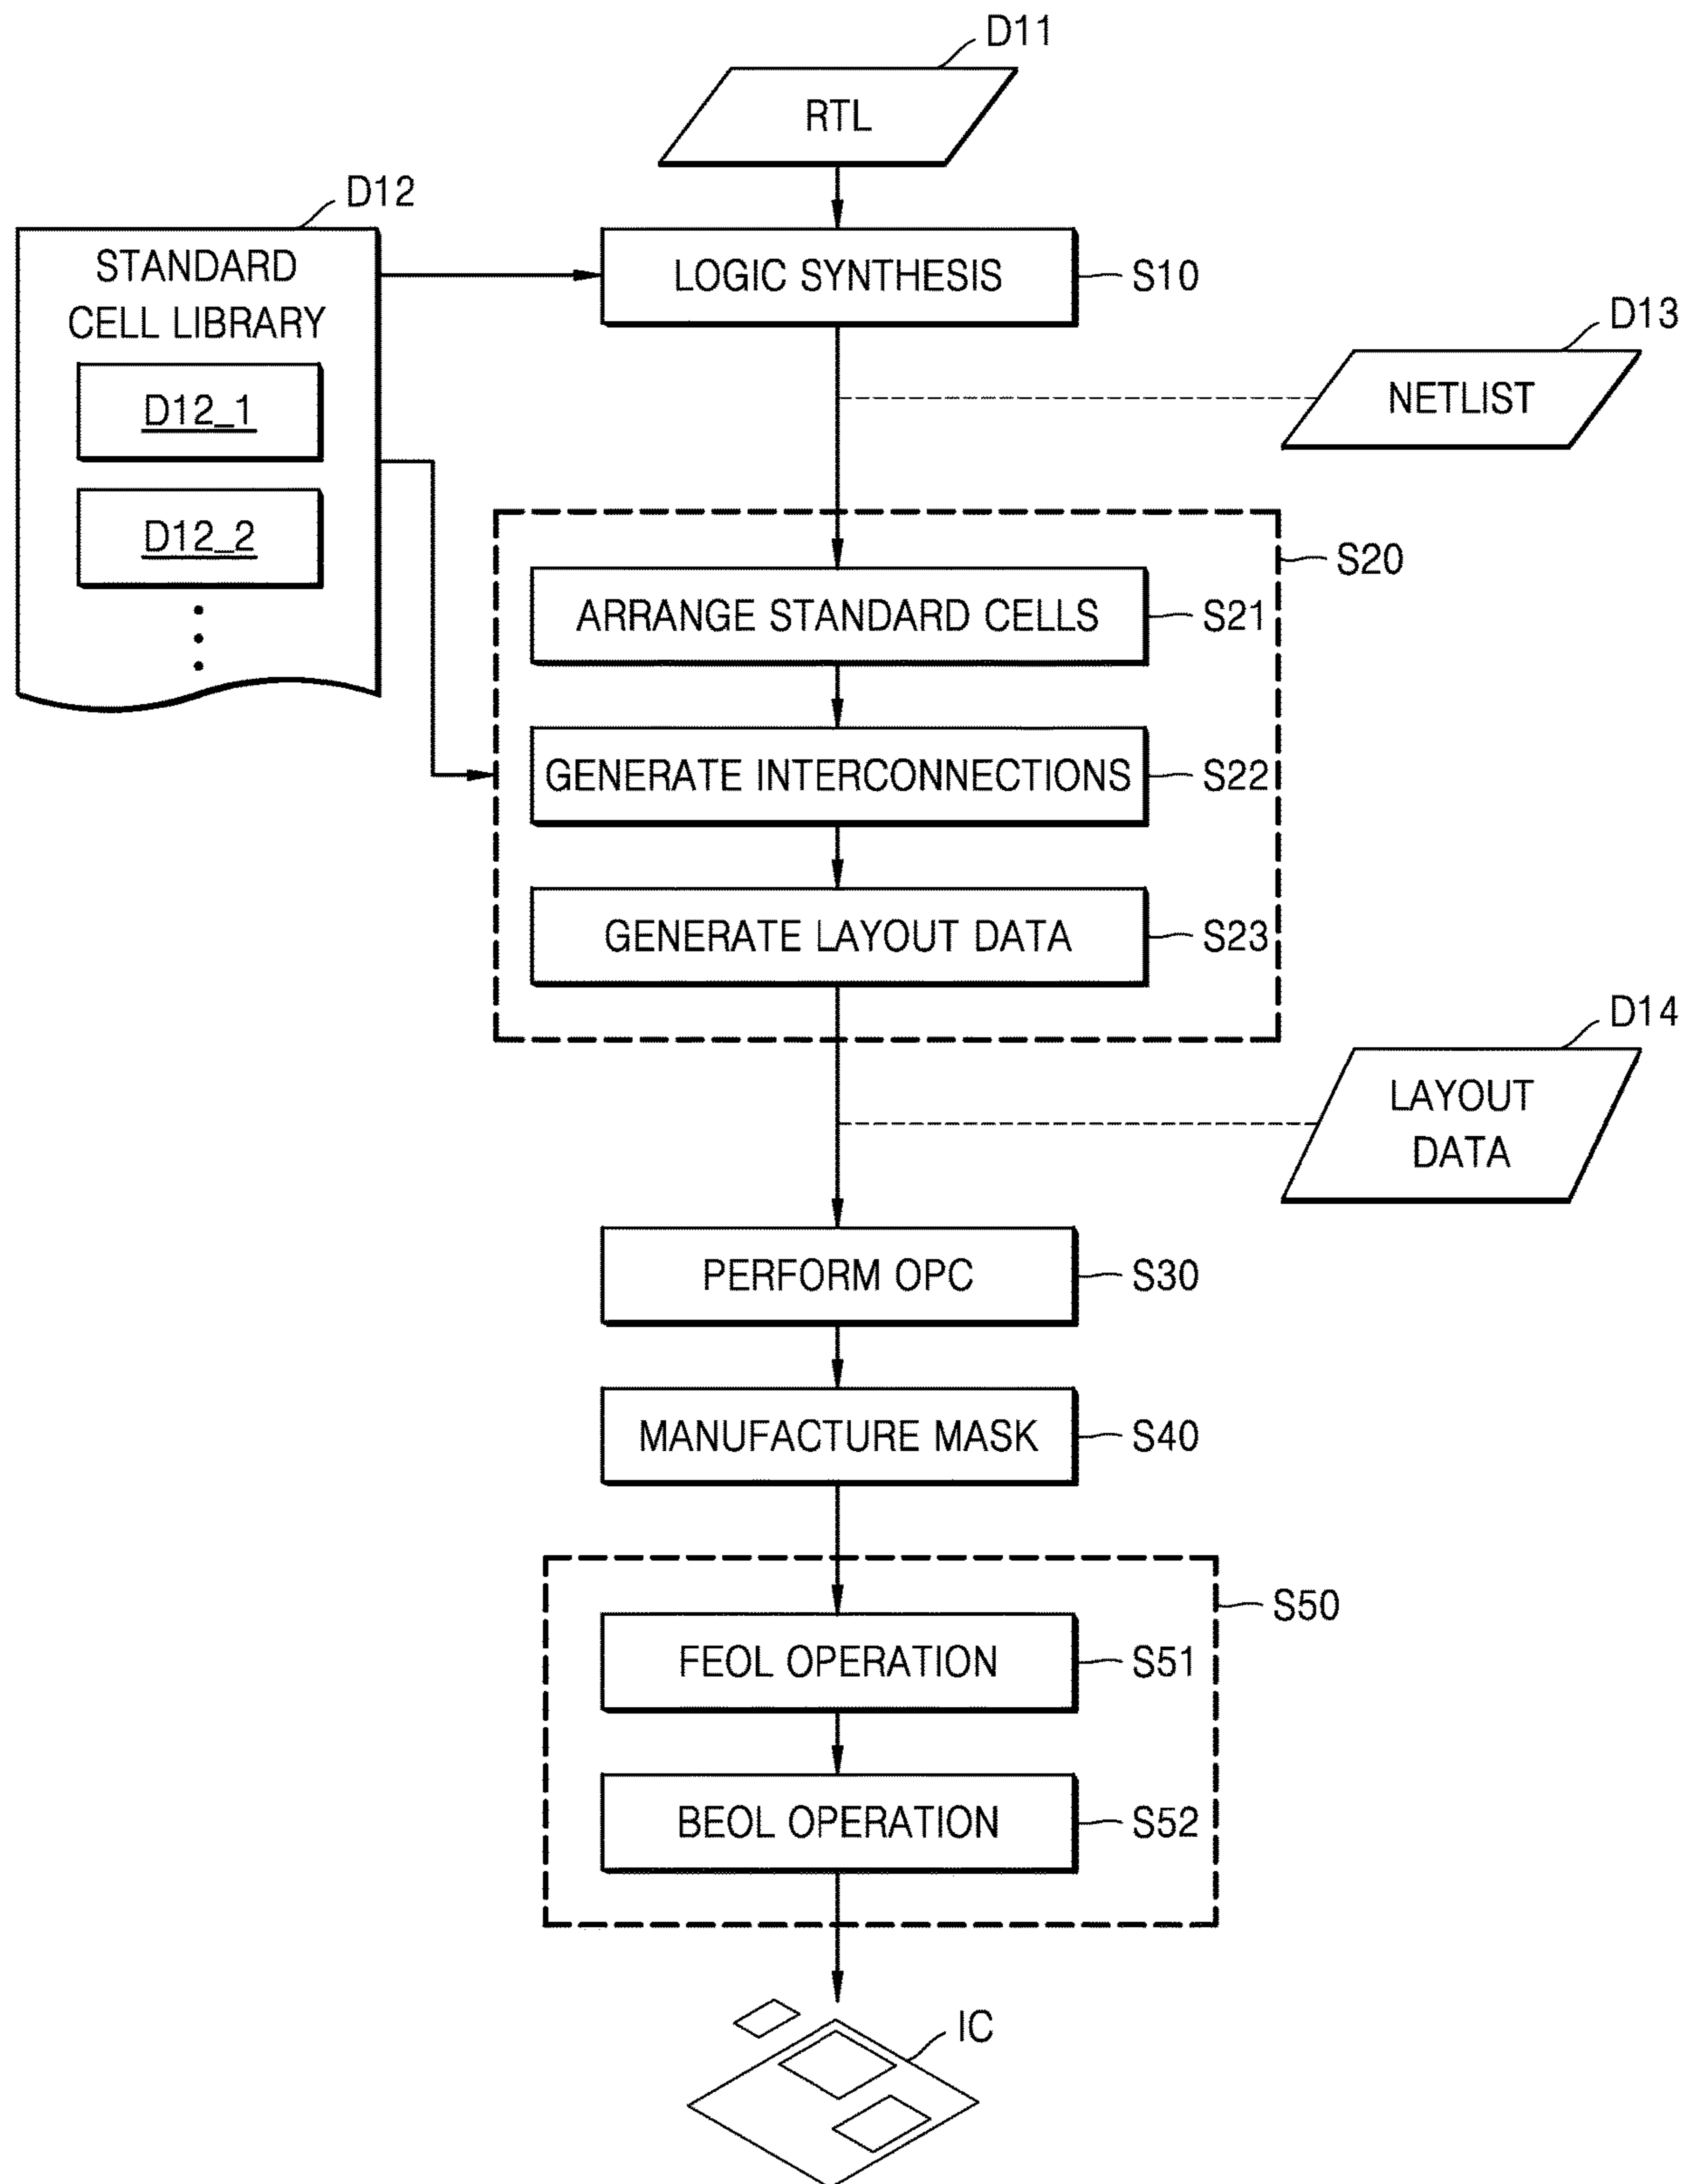 D11
RTL
D12
STANDARD
CELL LIBRARY
D12_1
D12_2
LOGIC SYNTHESIS
S10
D13
NETLIST
S20
ARRANGE STANDARD CELLS
S21
GENERATE INTERCONNECTIONS
S22
GENERATE LAYOUT DATA
S23
D14
LAYOUT
DATA
PERFORM OPC
S30
MANUFACTURE MASK
S40
S50
FEOL OPERATION
S51
BEOL OPERATION
S52
IC